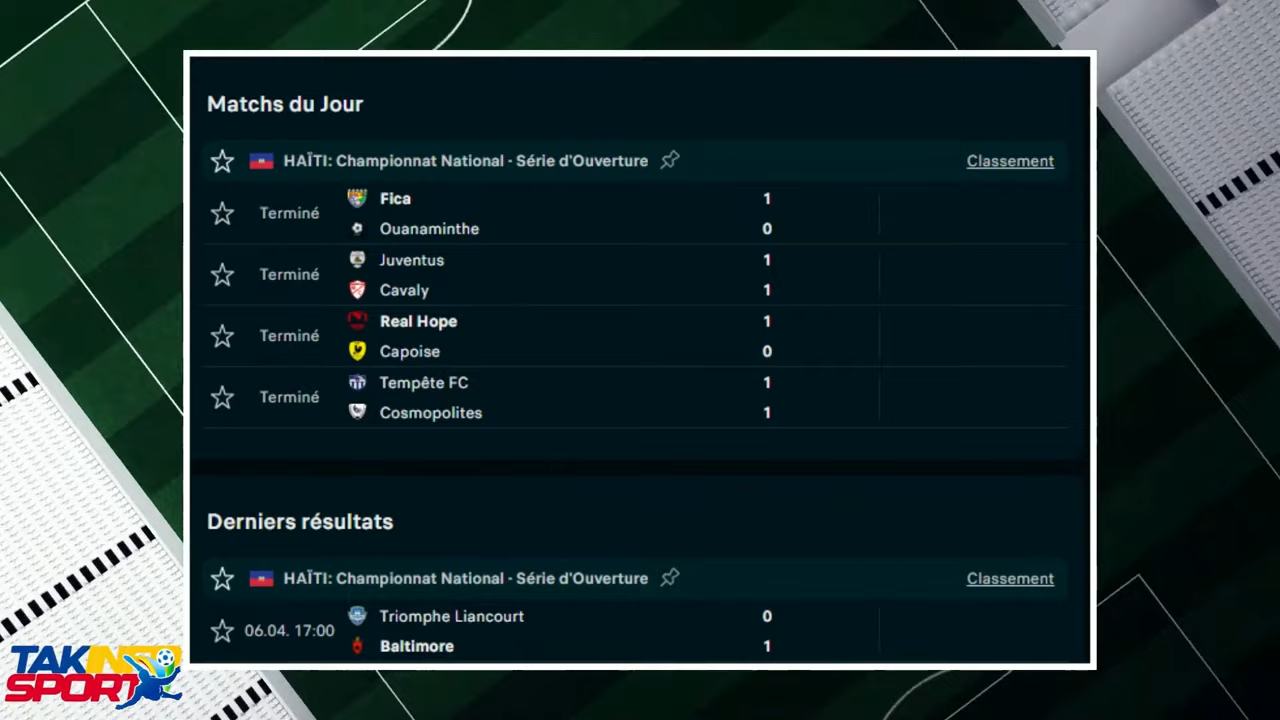 Matchs du Jour
HAÏTI: Championnat National - Série d'Ouverture Classement
Terminé
Fica 1
Ouanaminthe 0
Terminé
Juventus 1
Cavaly 1
Terminé
Real Hope 1
Capoise 0
Terminé
Tempête FC 1
Cosmopolites 1
Derniers résultats
HAÏTI: Championnat National - Série d'Ouverture Classement
06.04. 17:00
Triomphe Liancourt 0
Baltimore 1
TAKINFO
SPORT